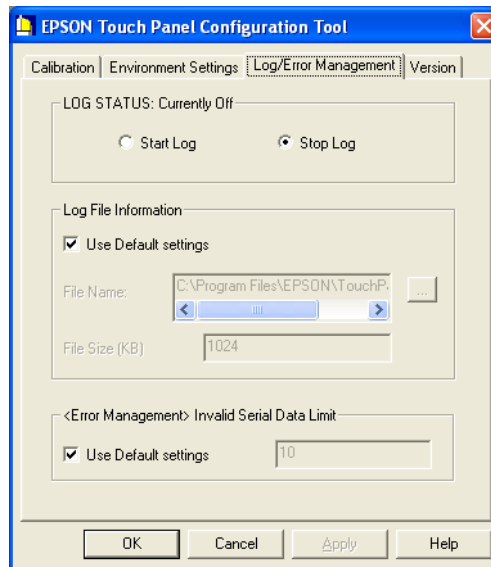 EPSON Touch Panel Configuration Tool
Calibration Environment Settings Log/Error Management Version
LOG STATUS: Currently Off
Start Log Stop Log
Log File Information
Use Default settings
File Name: C:\Program Files\EPSON\TouchPa ...
File Size (KB) 1024
<Error Management> Invalid Serial Data Limit
Use Default settings 10
OK Cancel Apply Help